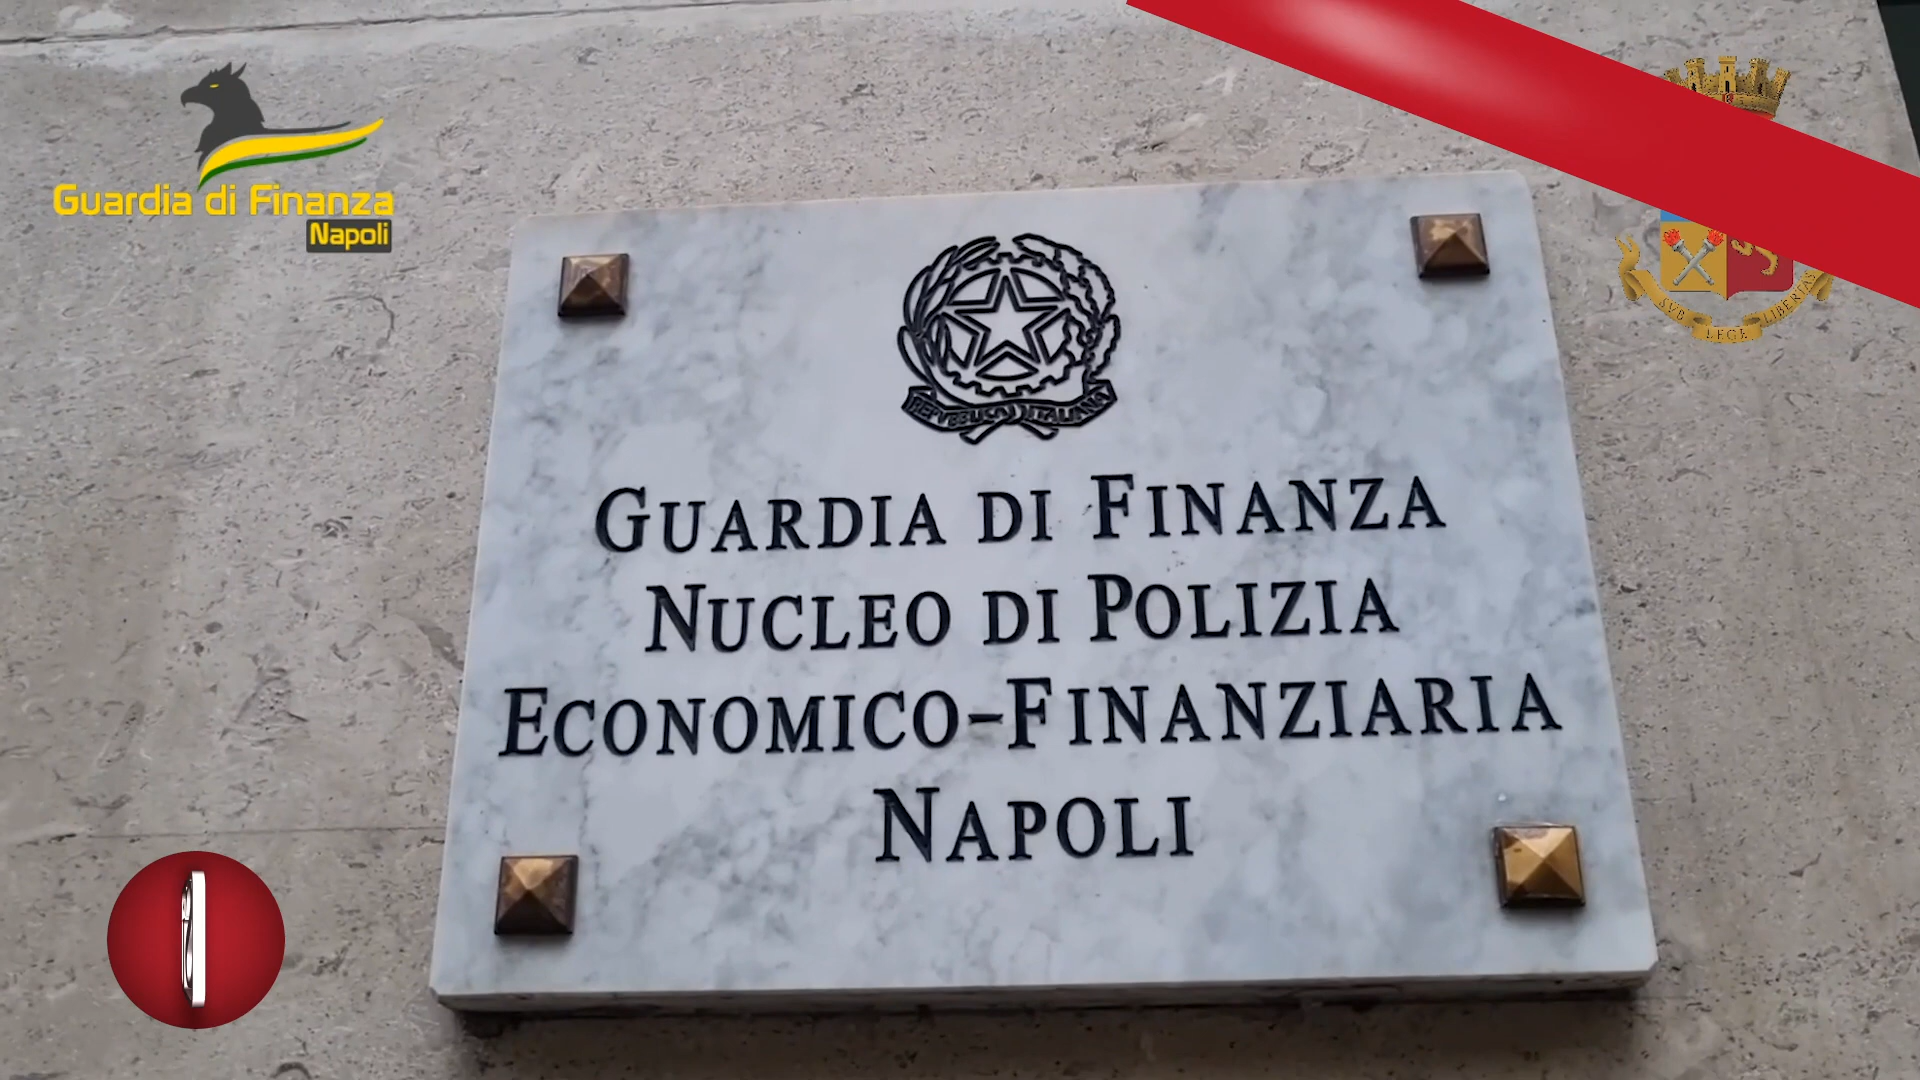 Guardia di Finanza
Napoli
SVB LEGE LIBERTAS
REPVBBLICA ITALIANA
GUARDIA DI FINANZA
NUCLEO DI POLIZIA
ECONOMICO-FINANZIARIA
NAPOLI